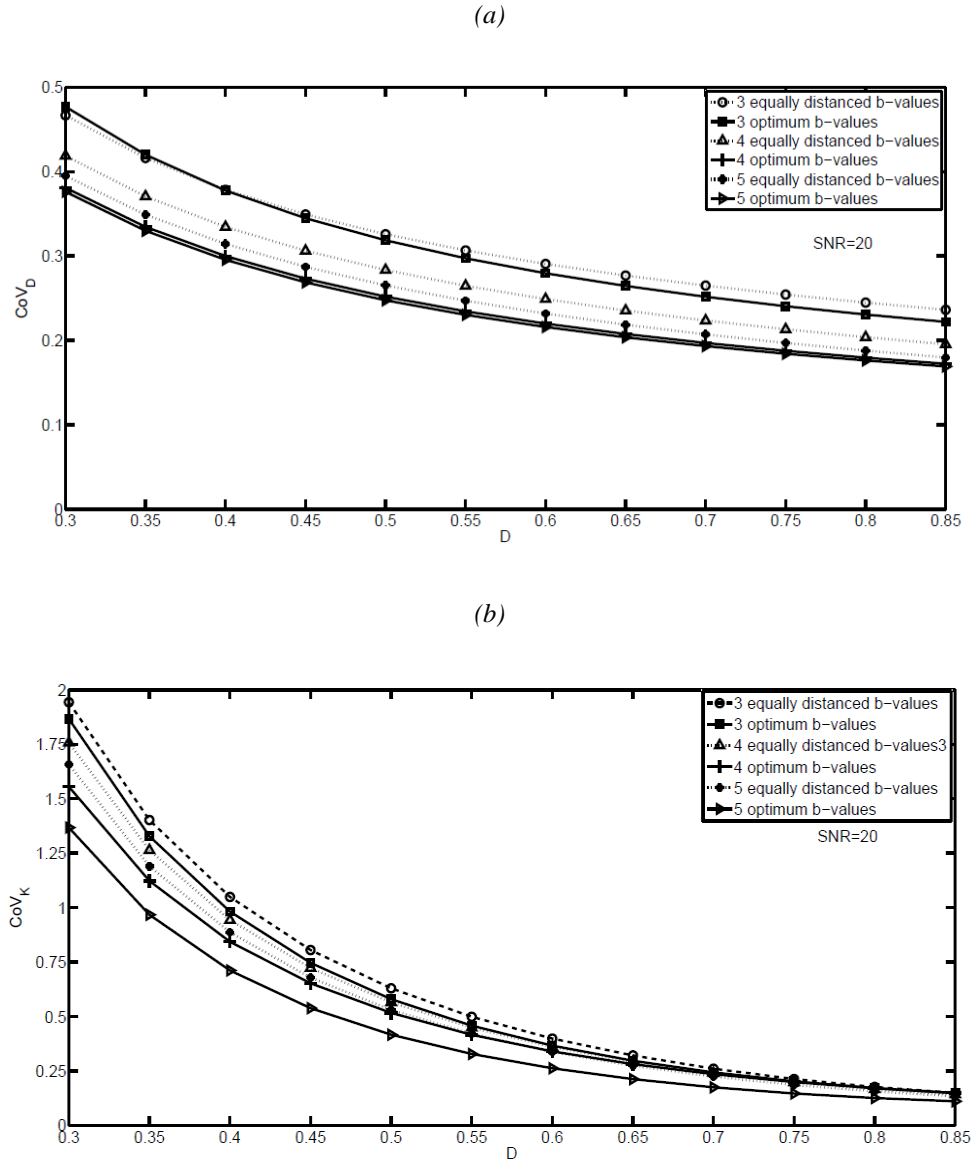 (a)
0.5
0.4
0.3
0.2
0.1
0
CoV_D
0.3 0.35 0.4 0.45 0.5 0.55 0.6 0.65 0.7 0.75 0.8 0.85
D
3 equally distanced b-values
3 optimum b-values
4 equally distanced b-values
4 optimum b-values
5 equally distanced b-values
5 optimum b-values
SNR=20
(b)
2
1.75
1.5
1.25
1
0.75
0.5
0.25
0
CoV_K
0.3 0.35 0.4 0.45 0.5 0.55 0.6 0.65 0.7 0.75 0.8 0.85
D
3 equally distanced b-values
3 optimum b-values
4 equally distanced b-values3
4 optimum b-values
5 equally distanced b-values
5 optimum b-values
SNR=20